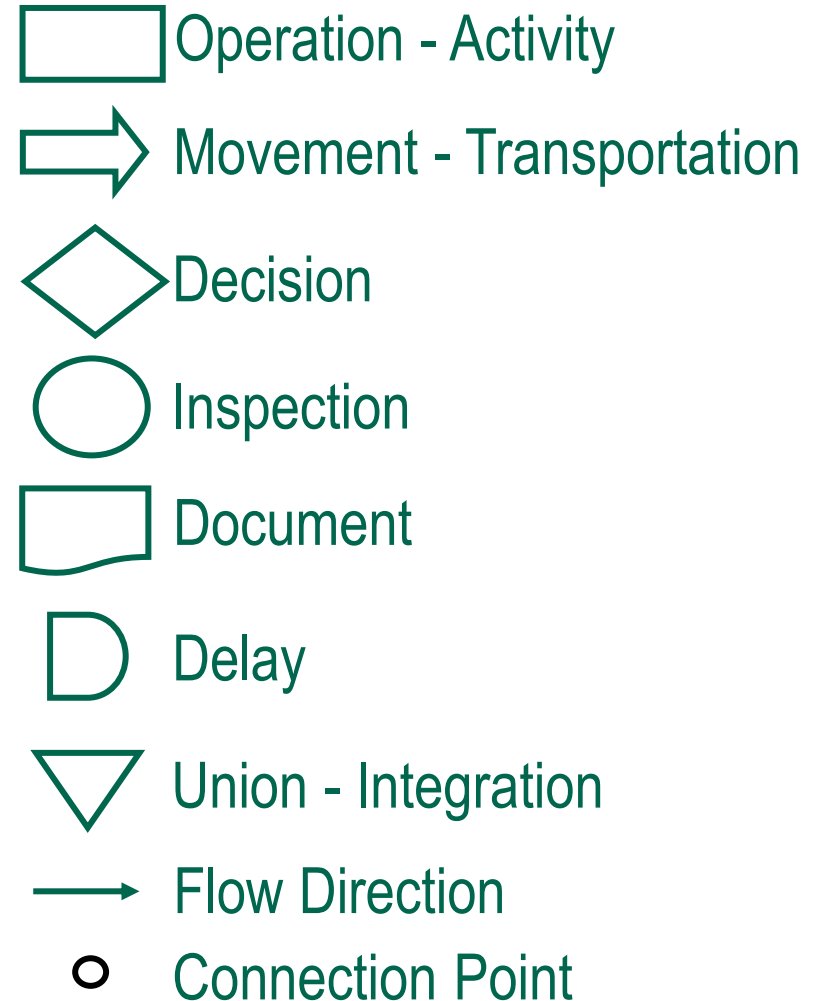 Operation - Activity
Movement - Transportation
Decision
Inspection
Document
Delay
Union - Integration
Flow Direction
Connection Point